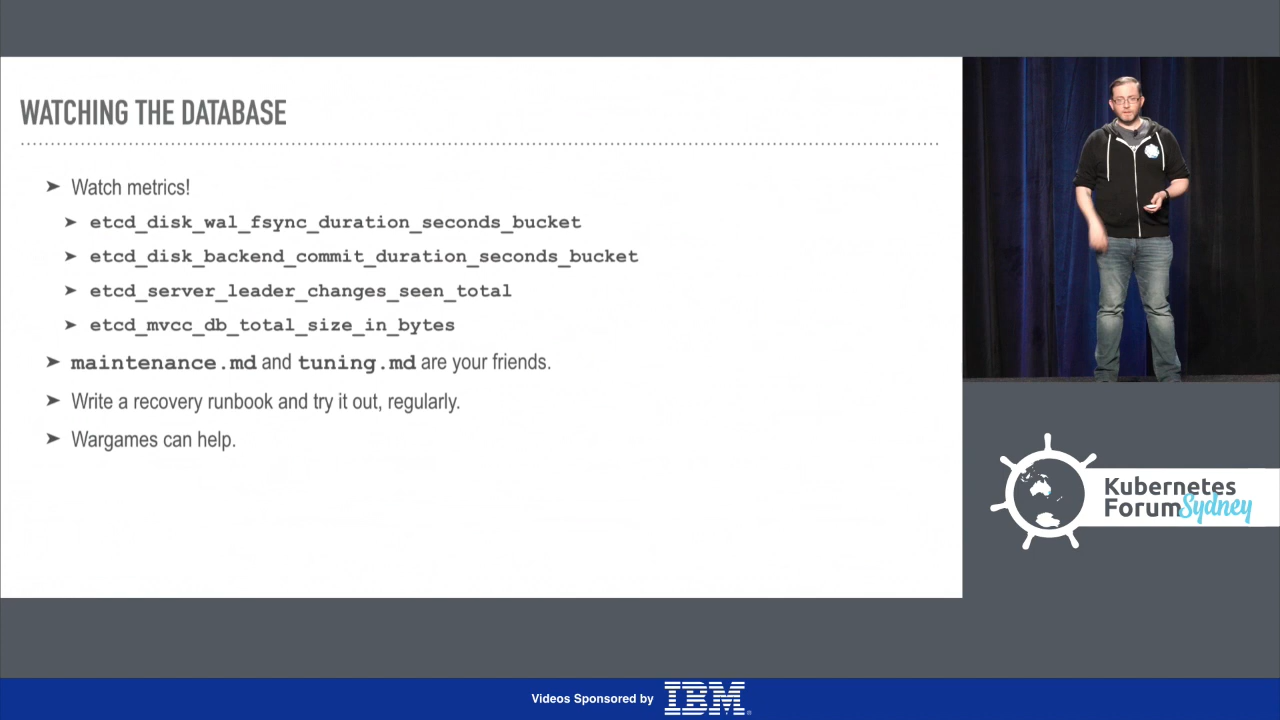 WATCHING THE DATABASE
➤ Watch metrics!
➤ etcd_disk_wal_fsync_duration_seconds_bucket
➤ etcd_disk_backend_commit_duration_seconds_bucket
➤ etcd_server_leader_changes_seen_total
➤ etcd_mvcc_db_total_size_in_bytes
➤ maintenance.md and tuning.md are your friends.
➤ Write a recovery runbook and try it out, regularly.
➤ Wargames can help.
Kubernetes
Forum Sydney
Videos Sponsored by IBM